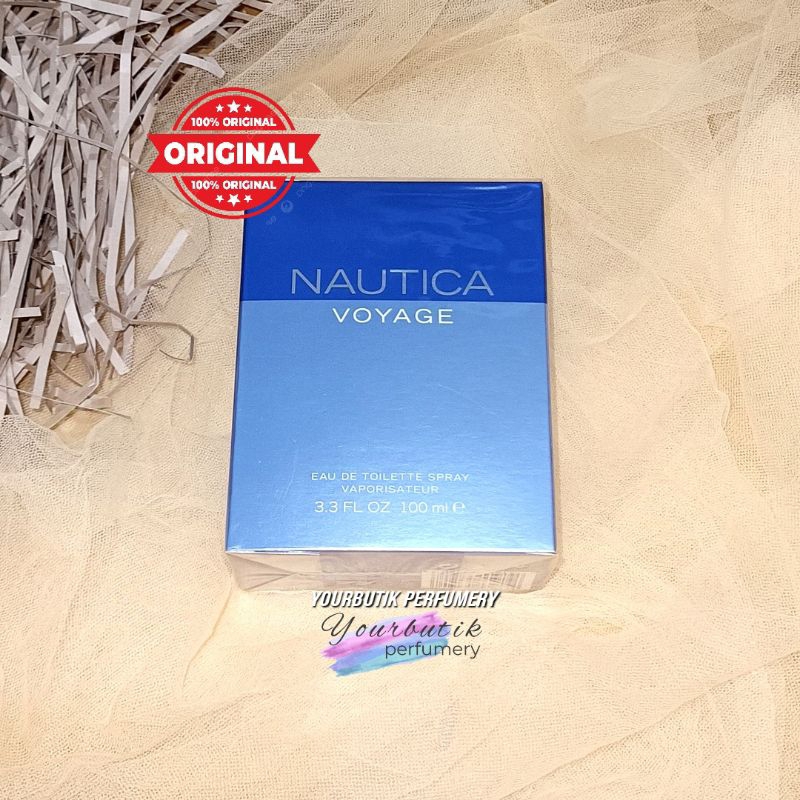 100% ORIGINAL
ORIGINAL
100% ORIGINAL
NAUTICA
VOYAGE
EAU DE TOILETTE SPRAY
VAPORISATEUR
3.3 FL OZ 100 ml ℮
YOURBUTIK PERFUMERY
Yourbutik
perfumery